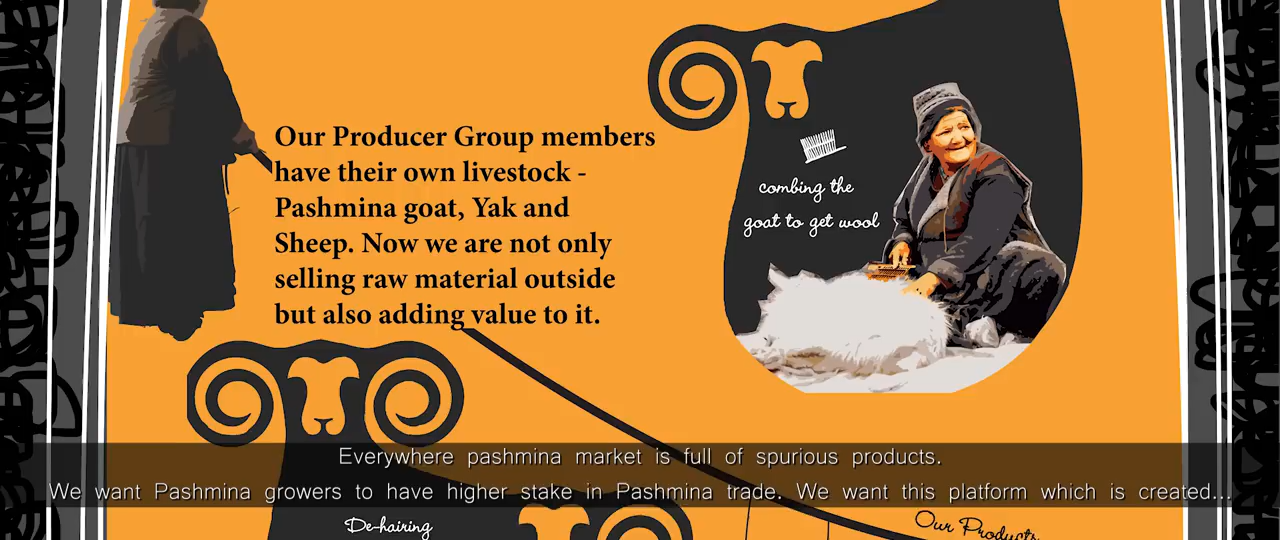 Our Producer Group members
have their own livestock -
Pashmina goat, Yak and
Sheep. Now we are not only
selling raw material outside
but also adding value to it.
combing the
goat to get wool
Everywhere pashmina market is full of spurious products.
We want Pashmina growers to have higher stake in Pashmina trade. We want this platform which is created...
De-hairing
Our Products